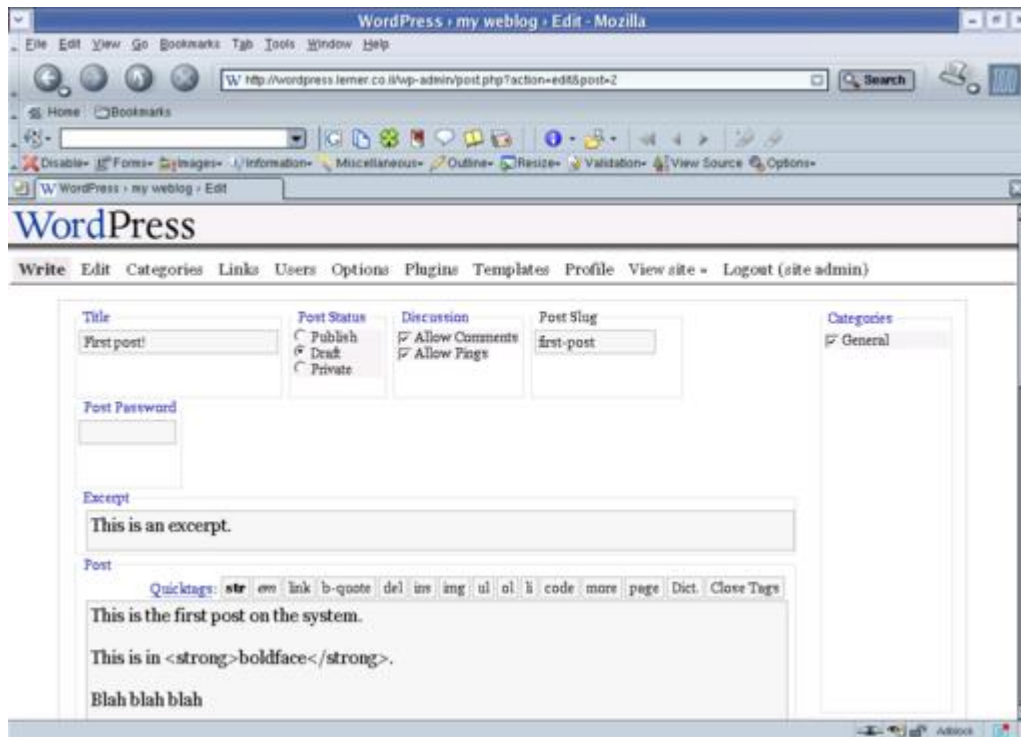 WordPress › my weblog › Edit - Mozilla
File Edit View Go Bookmarks Tab Tools Window Help
http://wordpress.lerner.co.il/wp-admin/post.php?action=edit&post=2 Search
Home Bookmarks
Disable Forms Images Information Miscellaneous Outline Resize Validation View Source Options
WordPress › my weblog › Edit
WordPress
Write Edit Categories Links Users Options Plugins Templates Profile View site » Logout (site admin)
Title Post Status Discussion Post Slug Categories
First post! Publish Allow Comments first-post General
Draft Allow Pings
Private
Post Password
Excerpt
This is an excerpt.
Post
Quicktags: str em link b-quote del ins img ul ol li code more page Dict. Close Tags
This is the first post on the system.
This is in <strong>boldface</strong>.
Blah blah blah
Adblock